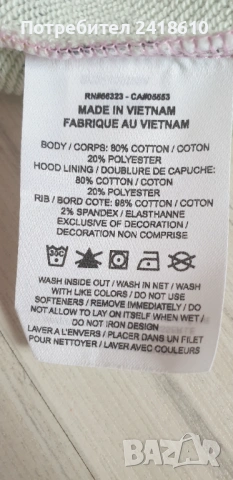 Потребител 2418610
RN#56323 - CA#05553
MADE IN VIETNAM
FABRIQUE AU VIETNAM
BODY / CORPS: 80% COTTON / COTON
20% POLYESTER
HOOD LINING / DOUBLURE DE CAPUCHE:
80% COTTON / COTON
20% POLYESTER
RIB / BORD COTE: 98% COTTON / COTON
2% SPANDEX / ELASTHANNE
EXCLUSIVE OF DECORATION /
DECORATION NON COMPRISE
WASH INSIDE OUT / WASH IN NET / WASH
WITH LIKE COLORS / DO NOT USE
SOFTENERS / REMOVE IMMEDIATELY / DO
NOT ALLOW TO LAY ON ITSELF WHEN WET /
DO NOT IRON DESIGN
LAVER A L'ENVERS / PLACER DANS UN FILET
POUR NETTOYER / LAVER AVEC COULEURS
bazar